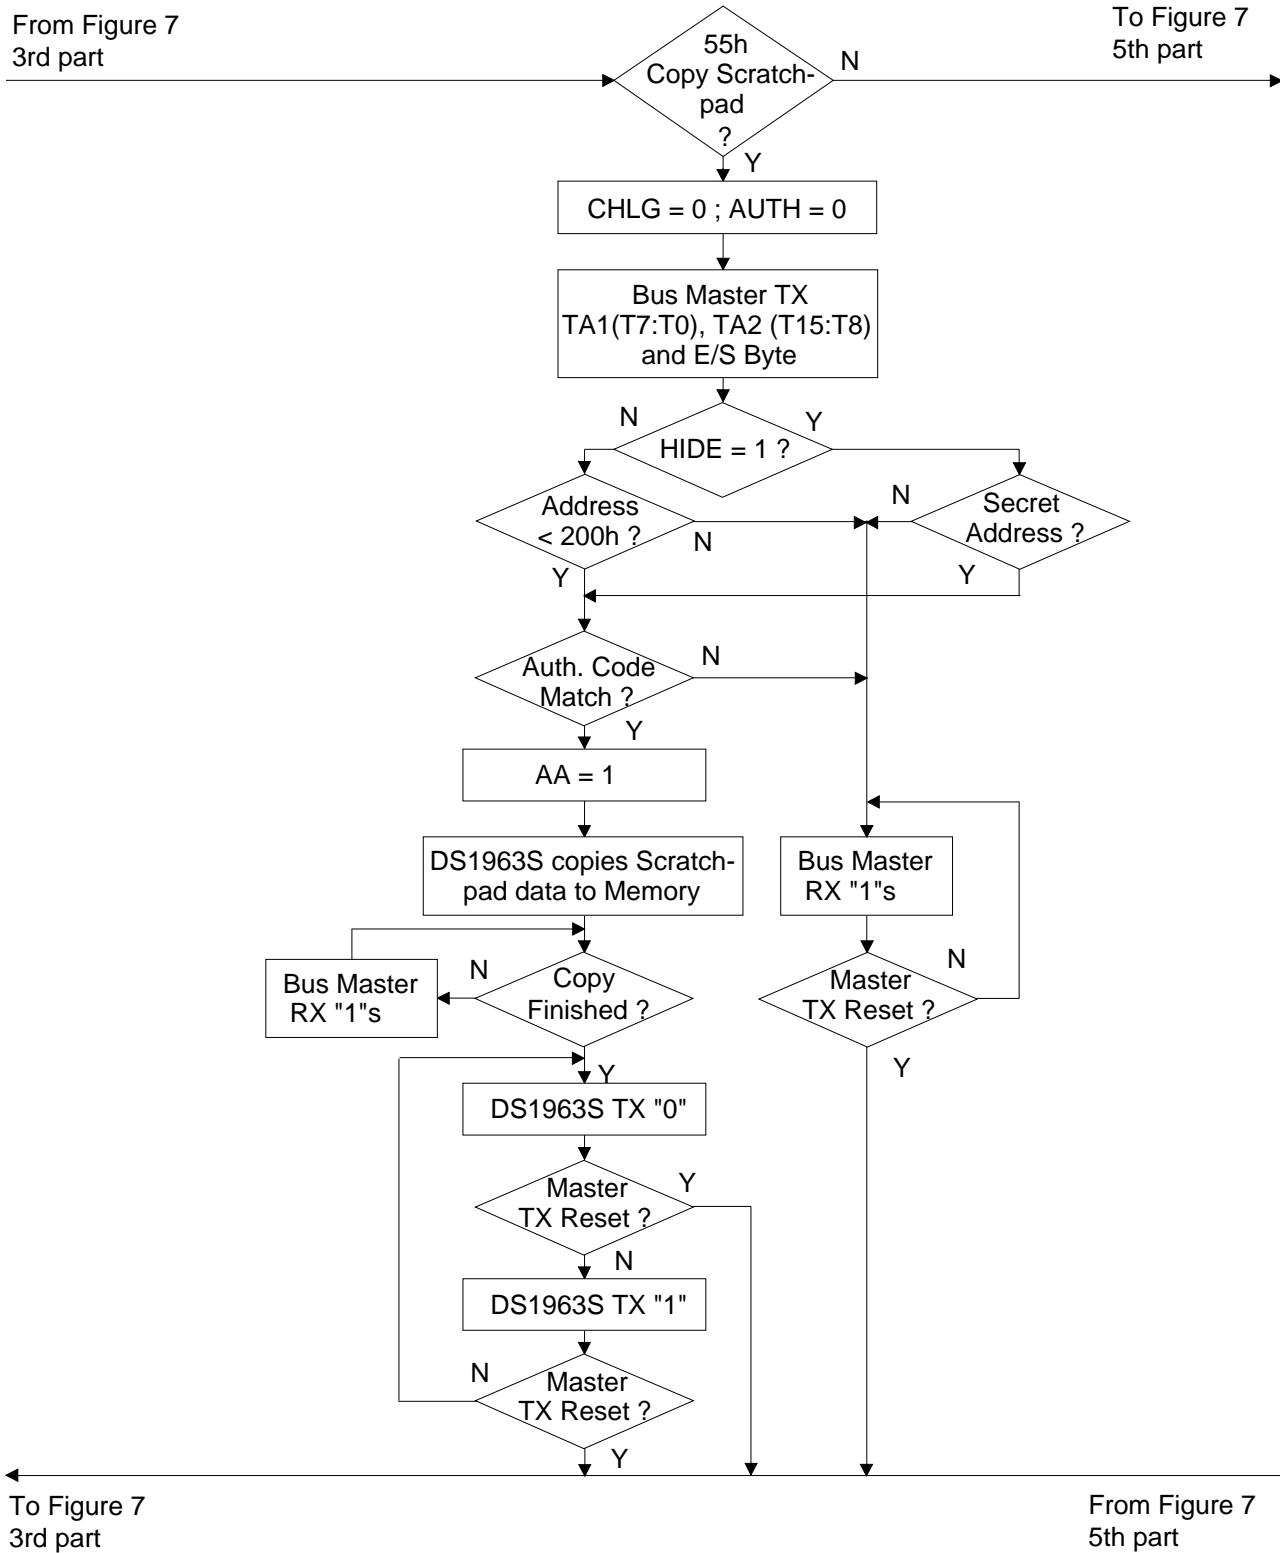 From Figure 7
3rd part
To Figure 7
5th part
55h
Copy Scratch-
pad
?
N
Y
CHLG = 0 ; AUTH = 0
Bus Master TX
TA1(T7:T0), TA2 (T15:T8)
and E/S Byte
N
Y
HIDE = 1 ?
Address
< 200h ?
N
Y
N
Secret
Address ?
Y
Auth. Code
Match ?
N
Y
AA = 1
DS1963S copies Scratch-
pad data to Memory
Bus Master
RX "1"s
N
Copy
Finished ?
Bus Master
RX "1"s
Master
TX Reset ?
N
Y
Y
DS1963S TX "0"
Master
TX Reset ?
Y
N
DS1963S TX "1"
N
Master
TX Reset ?
Y
To Figure 7
3rd part
From Figure 7
5th part